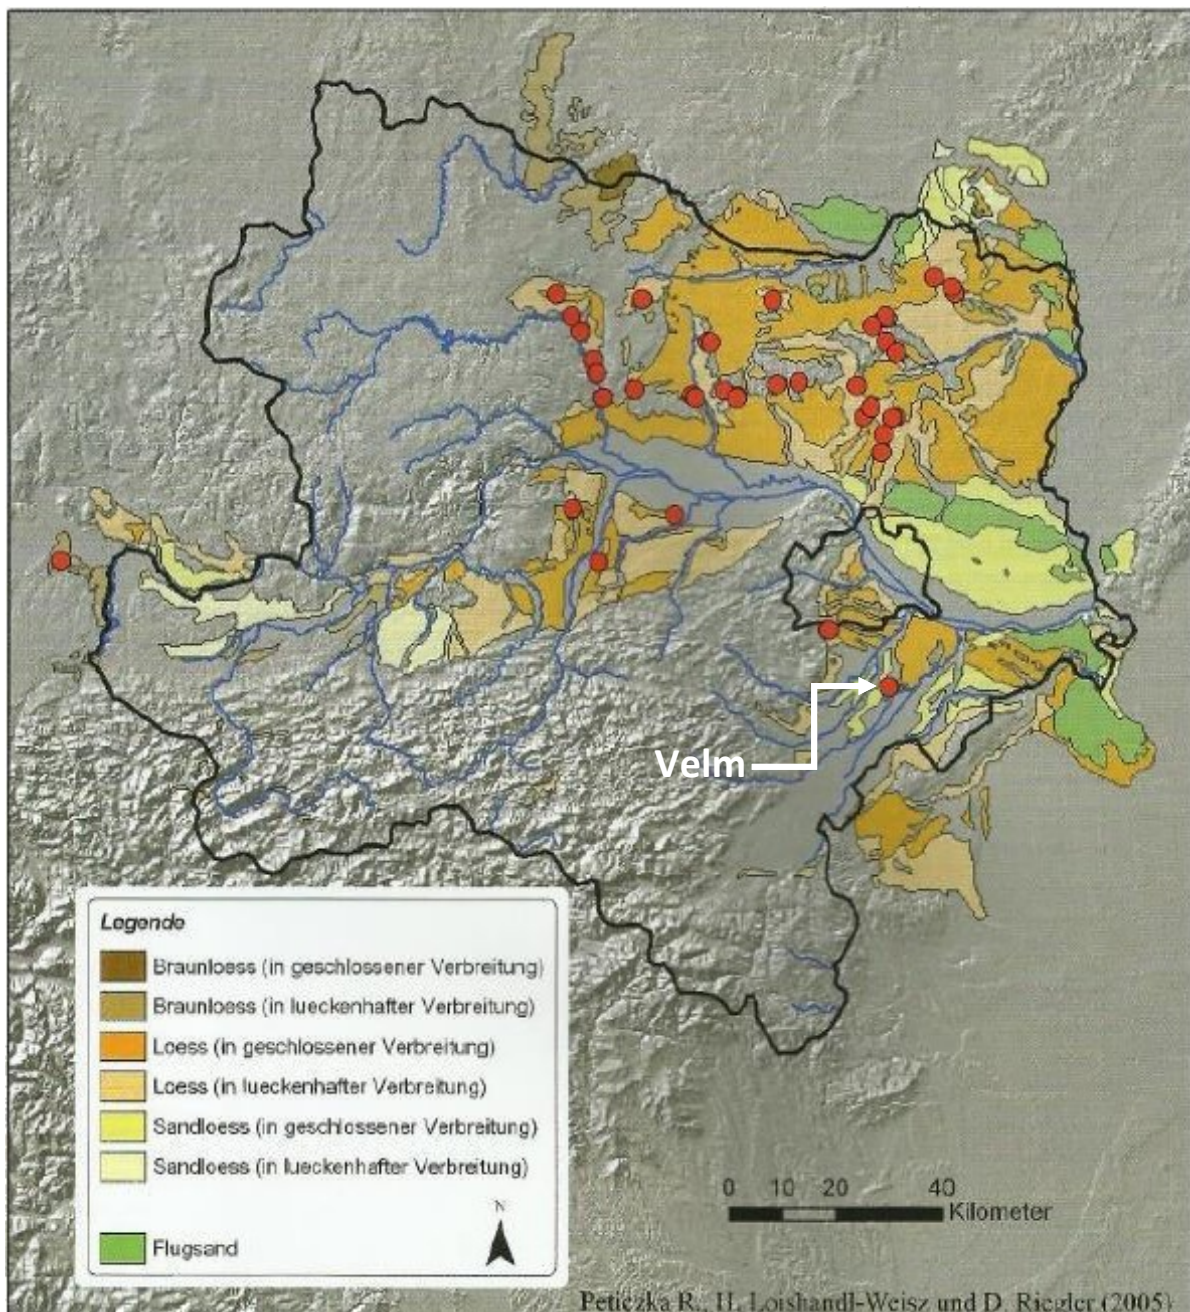 Velm
Legende
Braunloess (in geschlossener Verbreitung)
Braunloess (in lueckenhafter Verbreitung)
Loess (in geschlossener Verbreitung)
Loess (in lueckenhafter Verbreitung)
Sandloess (in geschlossener Verbreitung)
Sandloess (in lueckenhafter Verbreitung)
N
Flugsand
0 10 20 40
Kilometer
Peticzka R., H. Loishandl-Weisz und D. Riegler (2005)